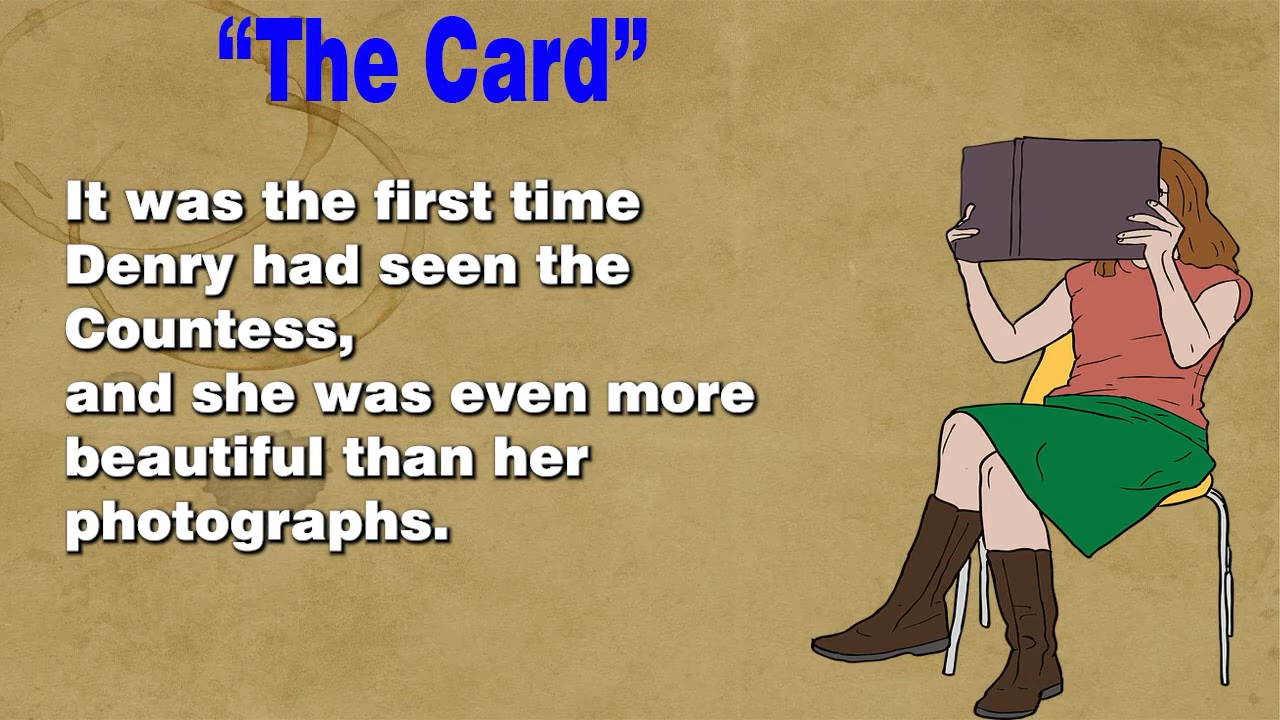 “The Card”
It was the first time
Denry had seen the
Countess,
and she was even more
beautiful than her
photographs.